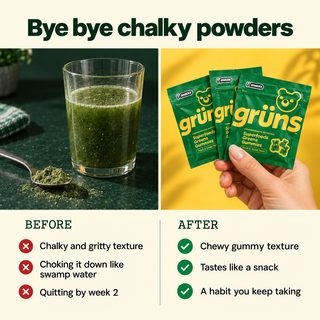 Bye bye chalky powders
grüns
Superfoods
Greens
Gummies
BEFORE
Chalky and gritty texture
Choking it down like
swamp water
Quitting by week 2
AFTER
Chewy gummy texture
Tastes like a snack
A habit you keep taking